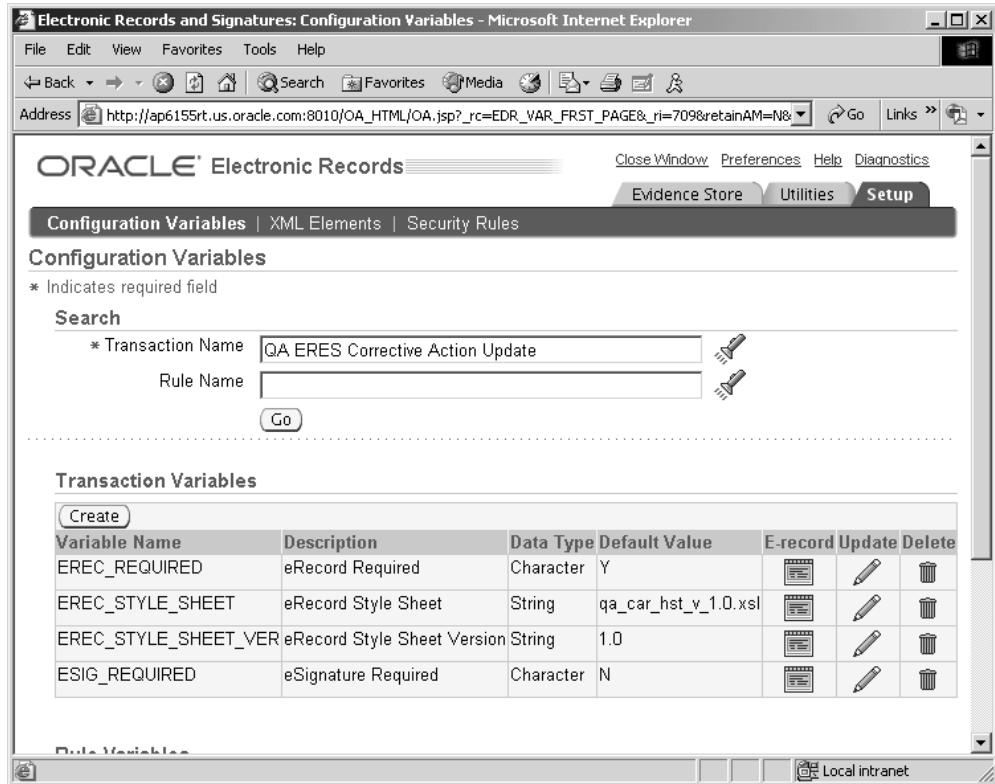 Electronic Records and Signatures: Configuration Variables - Microsoft Internet Explorer
File Edit View Favorites Tools Help
Back Search Favorites Media
Address http://ap6155rt.us.oracle.com:8010/OA_HTML/OA.jsp?_rc=EDR_VAR_FRST_PAGE&_ri=709&retainAM=N& Go Links »
ORACLE Electronic Records Close Window Preferences Help Diagnostics
Evidence Store Utilities Setup
Configuration Variables | XML Elements | Security Rules
Configuration Variables
* Indicates required field
Search
* Transaction Name QA ERES Corrective Action Update
Rule Name
Go
Transaction Variables
Create
Variable Name Description Data Type Default Value E-record Update Delete
EREC_REQUIRED eRecord Required Character Y
EREC_STYLE_SHEET eRecord Style Sheet String qa_car_hst_v_1.0.xsl
EREC_STYLE_SHEET_VER eRecord Style Sheet Version String 1.0
ESIG_REQUIRED eSignature Required Character N
Rule Variables
Local intranet